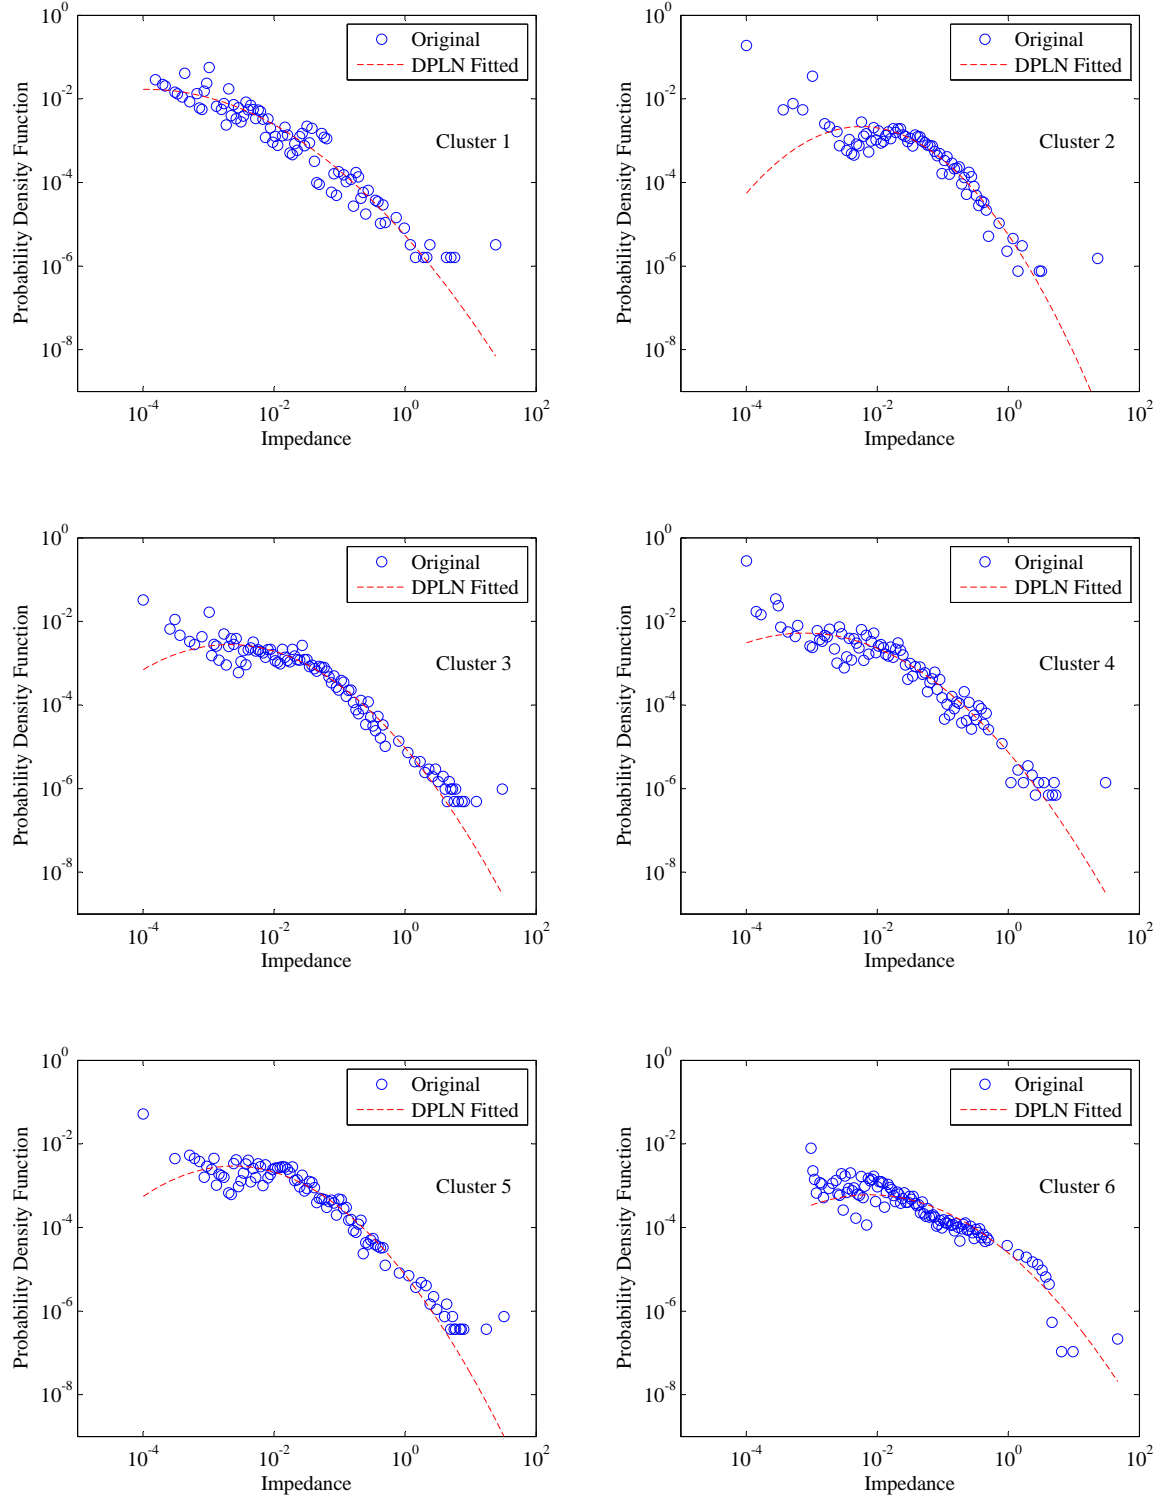 10^0
10^-2
10^-4
10^-6
10^-8
Probability Density Function
Original
DPLN Fitted
Cluster 1
10^-4
10^-2
10^0
10^2
Impedance
10^0
10^-2
10^-4
10^-6
10^-8
Probability Density Function
Original
DPLN Fitted
Cluster 2
10^-4
10^-2
10^0
10^2
Impedance
10^0
10^-2
10^-4
10^-6
10^-8
Probability Density Function
Original
DPLN Fitted
Cluster 3
10^-4
10^-2
10^0
10^2
Impedance
10^0
10^-2
10^-4
10^-6
10^-8
Probability Density Function
Original
DPLN Fitted
Cluster 4
10^-4
10^-2
10^0
10^2
Impedance
10^0
10^-2
10^-4
10^-6
10^-8
Probability Density Function
Original
DPLN Fitted
Cluster 5
10^-4
10^-2
10^0
10^2
Impedance
10^0
10^-2
10^-4
10^-6
10^-8
Probability Density Function
Original
DPLN Fitted
Cluster 6
10^-4
10^-2
10^0
10^2
Impedance